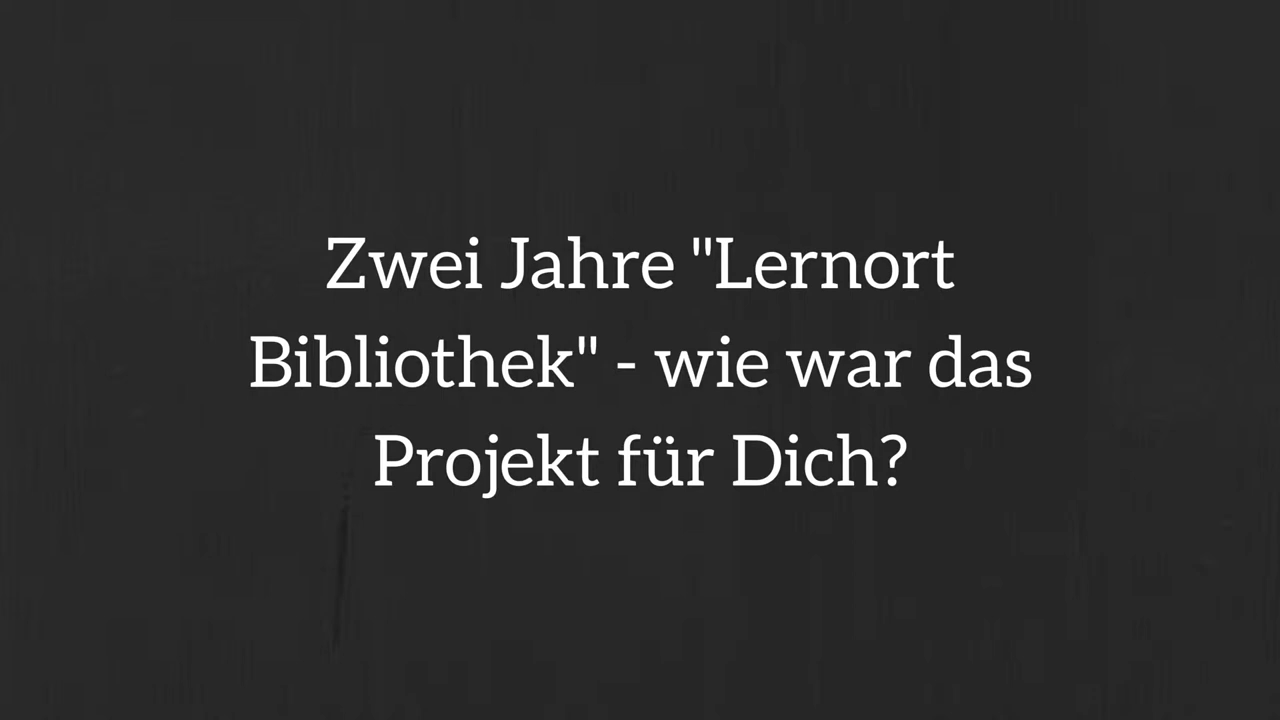 Zwei Jahre "Lernort
Bibliothek" - wie war das
Projekt für Dich?